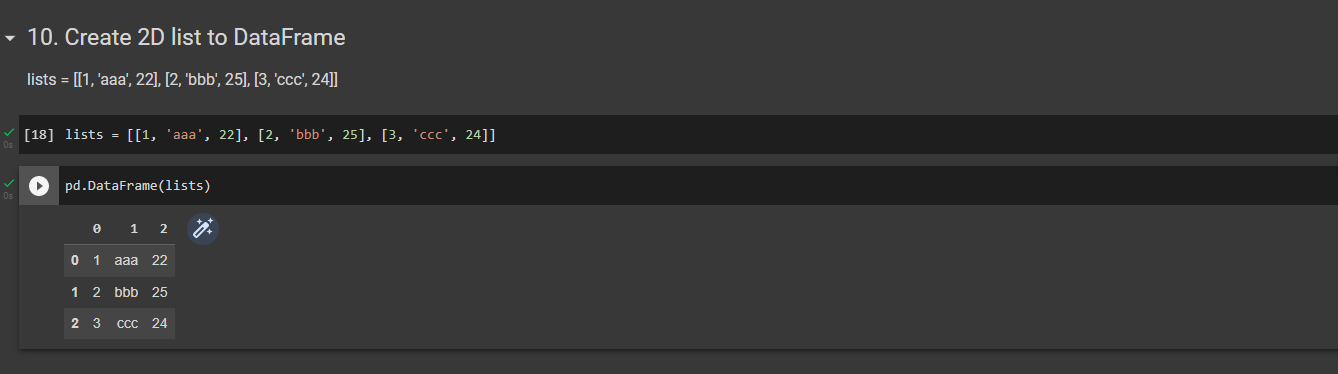 10. Create 2D list to DataFrame
lists = [[1, 'aaa', 22], [2, 'bbb', 25], [3, 'ccc', 24]]
[18] lists = [[1, 'aaa', 22], [2, 'bbb', 25], [3, 'ccc', 24]]
0s
pd.DataFrame(lists)
0s
0 1 2
0 1 aaa 22
1 2 bbb 25
2 3 ccc 24